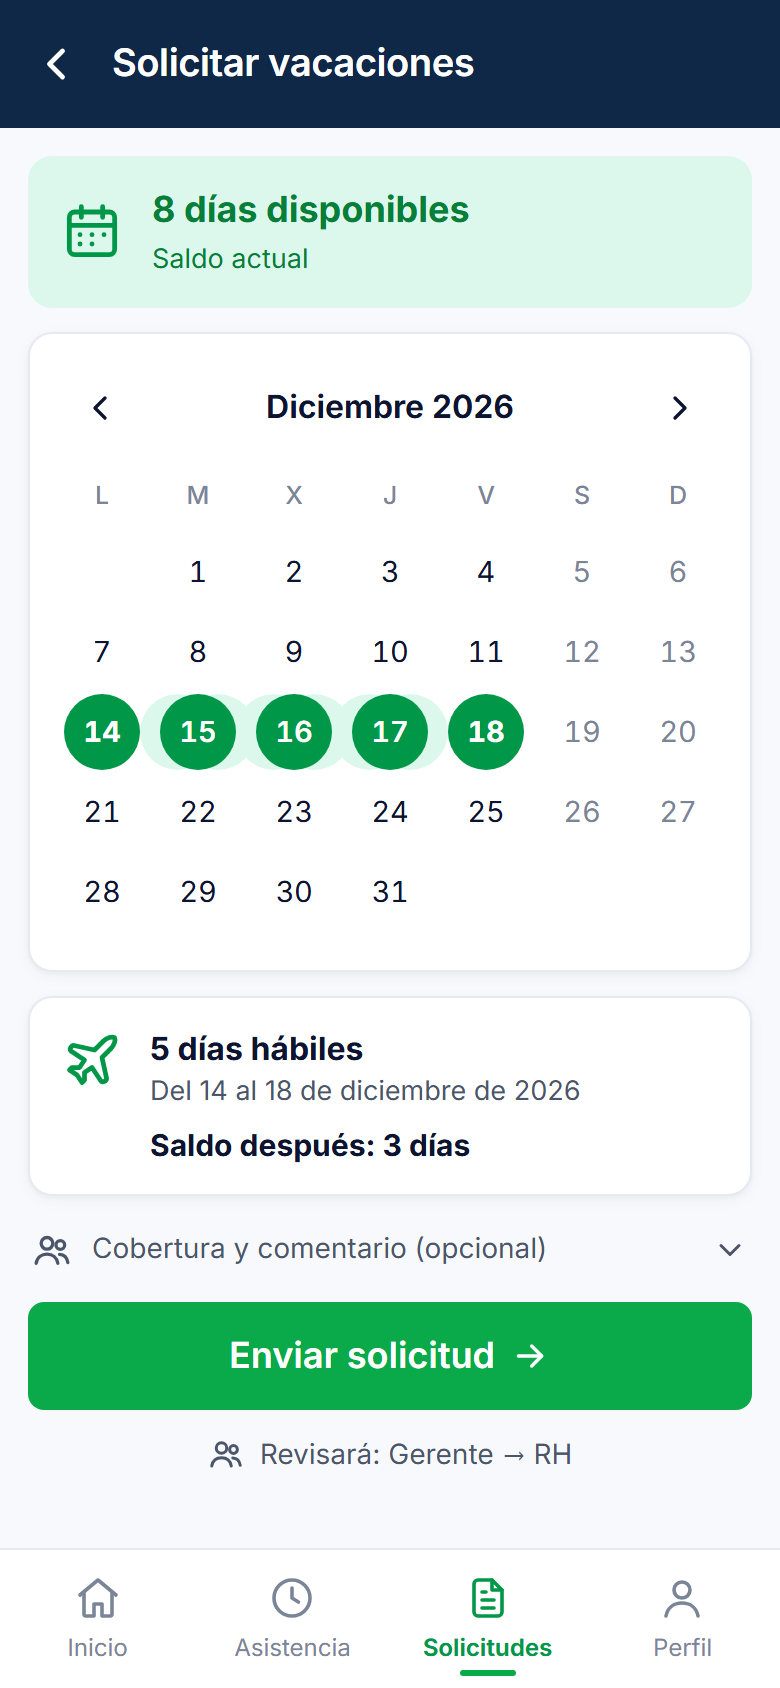 Solicitar vacaciones
8 días disponibles
Saldo actual
Diciembre 2026
L M X J V S D
1 2 3 4 5 6
7 8 9 10 11 12 13
14 15 16 17 18 19 20
21 22 23 24 25 26 27
28 29 30 31
5 días hábiles
Del 14 al 18 de diciembre de 2026
Saldo después: 3 días
Cobertura y comentario (opcional)
Enviar solicitud →
Revisará: Gerente → RH
Inicio Asistencia Solicitudes Perfil